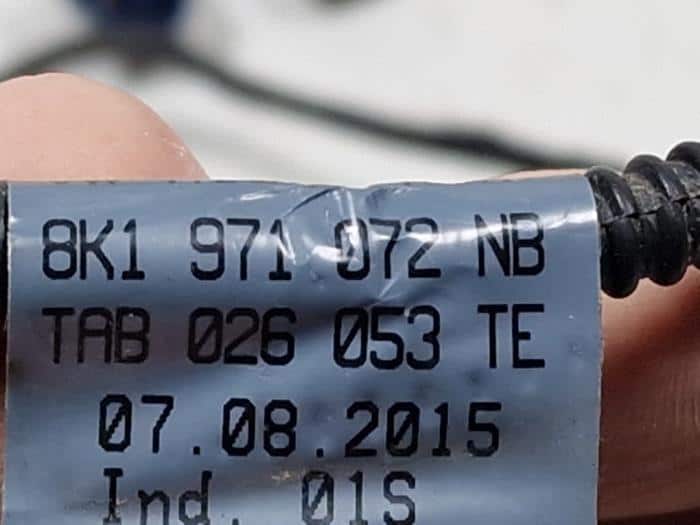 8K1 971 072 NB
TAB 026 053 TE
07.08.2015
Ind. 01S